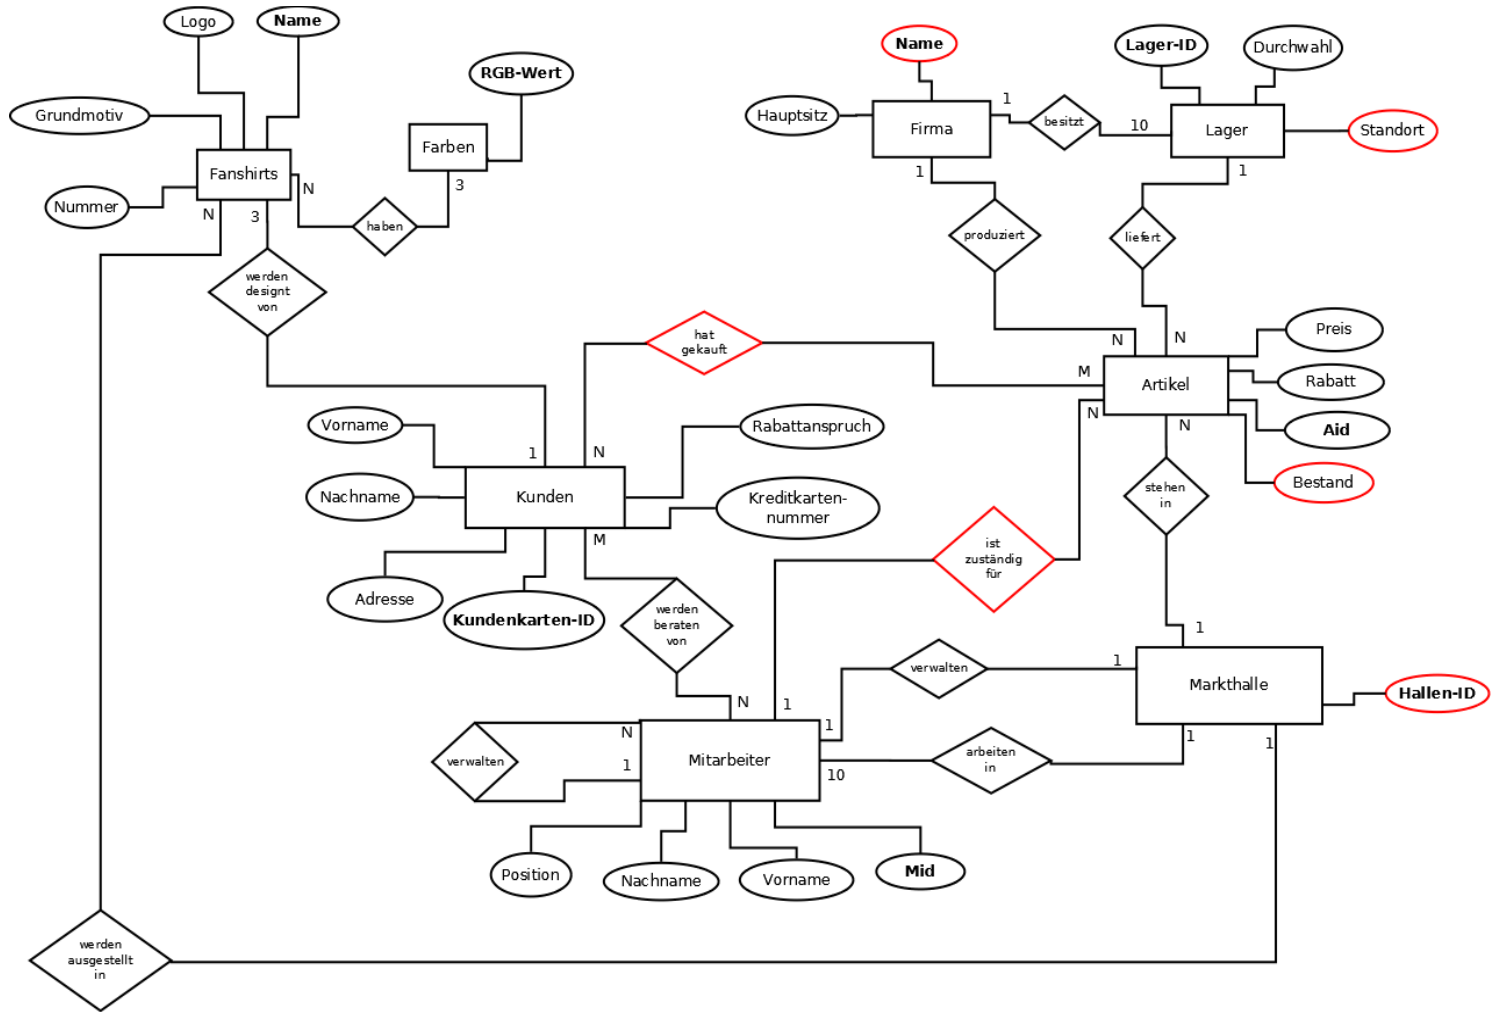 Logo
Name
Grundmotiv
RGB-Wert
Farben
Fanshirts
Nummer
N
N
3
3
haben
werden
designt
von
Name
Lager-ID
Durchwahl
Hauptsitz
Firma
1
besitzt
10
Lager
Standort
1
1
produziert
liefert
N
N
hat
gekauft
M
Artikel
Preis
Rabatt
Aid
Bestand
N
N
stehen
in
1
Vorname
1
N
Rabattanspruch
Nachname
Kunden
Kreditkarten-
nummer
Adresse
Kundenkarten-ID
M
werden
beraten
von
N
ist
zuständig
für
1
verwalten
1
1
Markthalle
Hallen-ID
verwalten
N
1
Mitarbeiter
10
arbeiten
in
1
1
Position
Nachname
Vorname
Mid
werden
ausgestellt
in